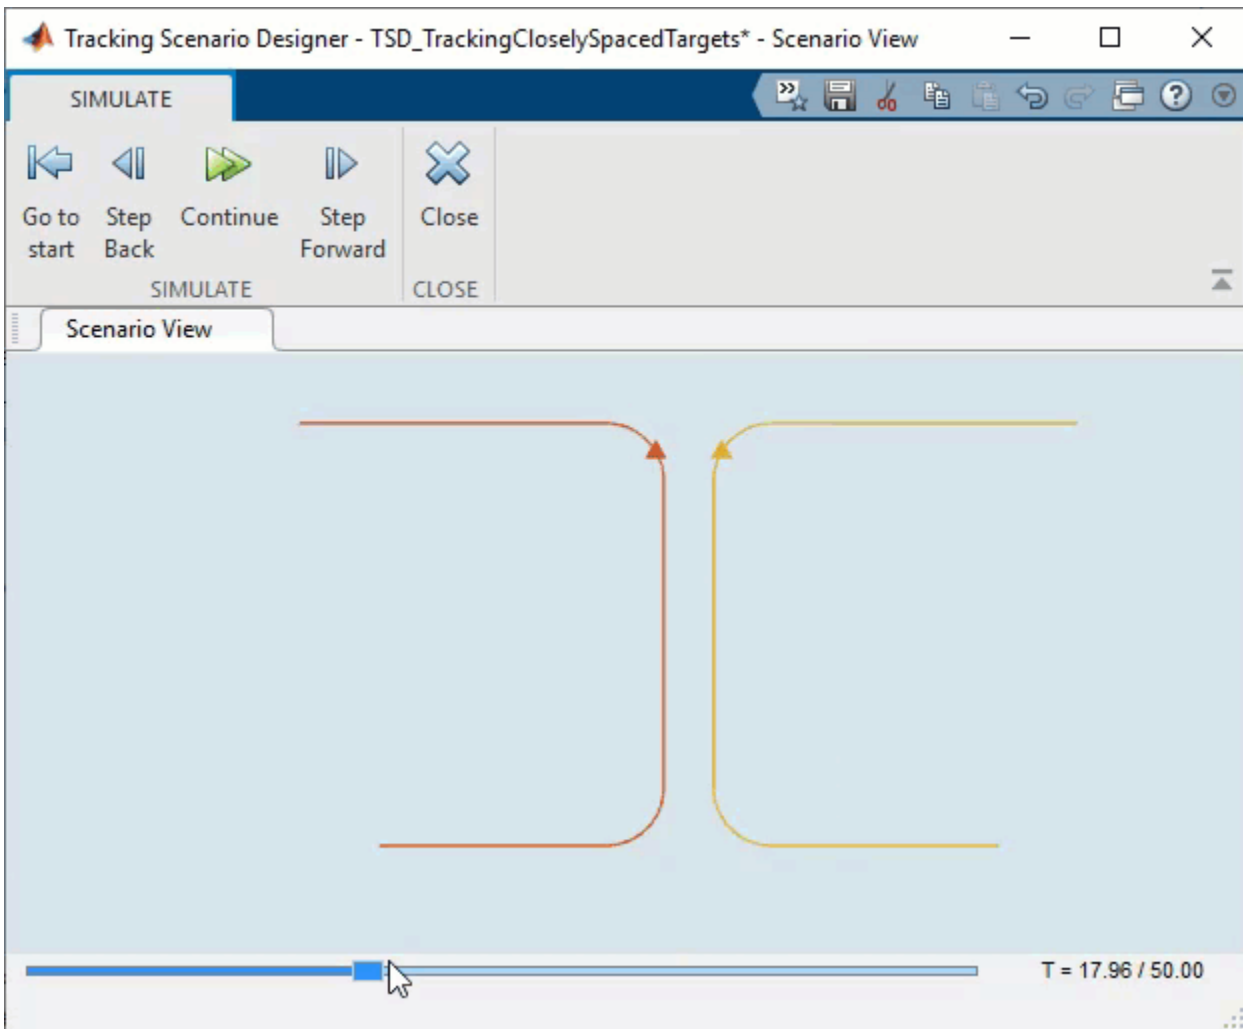 Tracking Scenario Designer - TSD_TrackingCloselySpacedTargets* - Scenario View
SIMULATE
Go to start
Step Back
Continue
Step Forward
Close
SIMULATE
CLOSE
Scenario View
T = 17.96 / 50.00